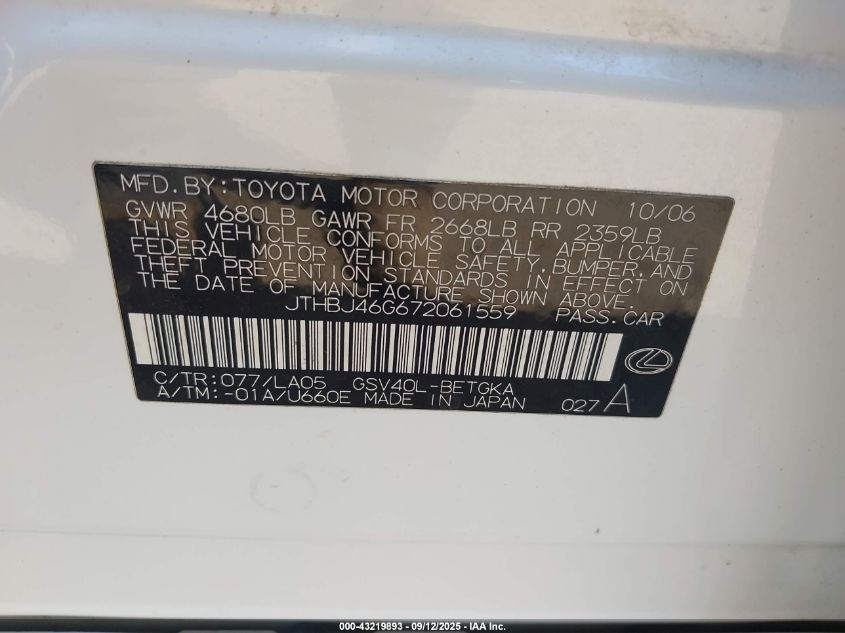 MFD.BY:TOYOTA MOTOR CORPORATION 10/06
GVWR 4680LB GAWR FR 2668LB RR 2359LB
THIS VEHICLE CONFORMS TO ALL APPLICABLE
FEDERAL MOTOR VEHICLE SAFETY,BUMPER,AND
THEFT PREVENTION STANDARDS IN EFFECT ON
THE DATE OF MANUFACTURE SHOWN ABOVE.
JTHBJ46G672061559 PASS.CAR
C/TR:077/LA05 GSV40L-BETGKA
A/TM:-01A/U660E MADE IN JAPAN 027A
000-43219893 - 09/12/2025 - IAA Inc.